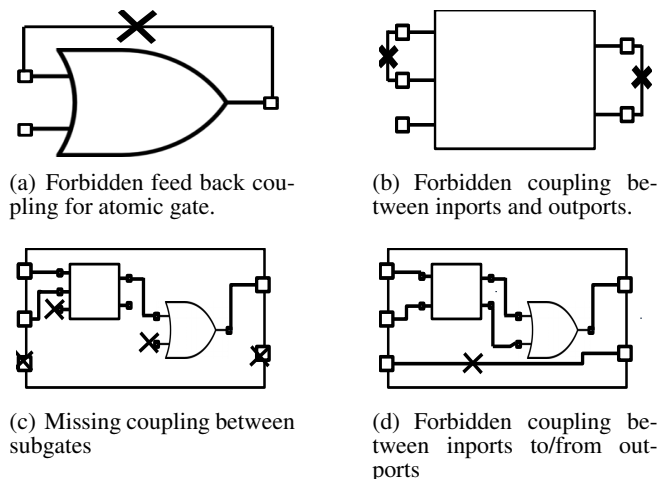 (a) Forbidden feed back cou-
pling for atomic gate.
(b) Forbidden coupling be-
tween inports and outports.
(c) Missing coupling between
subgates
(d) Forbidden coupling be-
tween inports to/from out-
ports